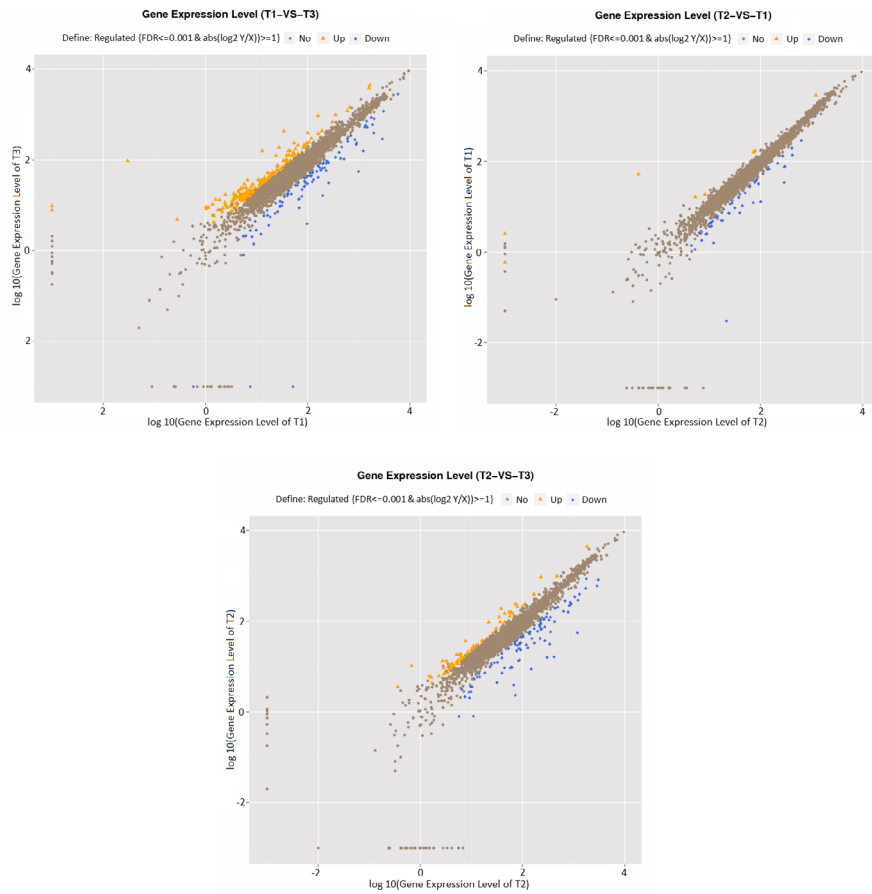 Gene Expression Level (T1-VS-T3)
Define: Regulated {FDR<=0.001 & abs(log2 Y/X))>=1} No Up Down
4
2
0
2
log 10(Gene Expression Level of T3)
2
0
2
4
log 10(Gene Expression Level of T1)
Gene Expression Level (T2-VS-T1)
Define: Regulated {FDR<=0.001 & abs(log2 Y/X))>=1} No Up Down
4
2
0
-2
log 10(Gene Expression Level of T1)
-2
0
2
4
log 10(Gene Expression Level of T2)
Gene Expression Level (T2-VS-T3)
Define: Regulated {FDR<=0.001 & abs(log2 Y/X))>=1} No Up Down
4
2
0
-2
log 10(Gene Expression Level of T2)
-2
0
2
4
log 10(Gene Expression Level of T2)